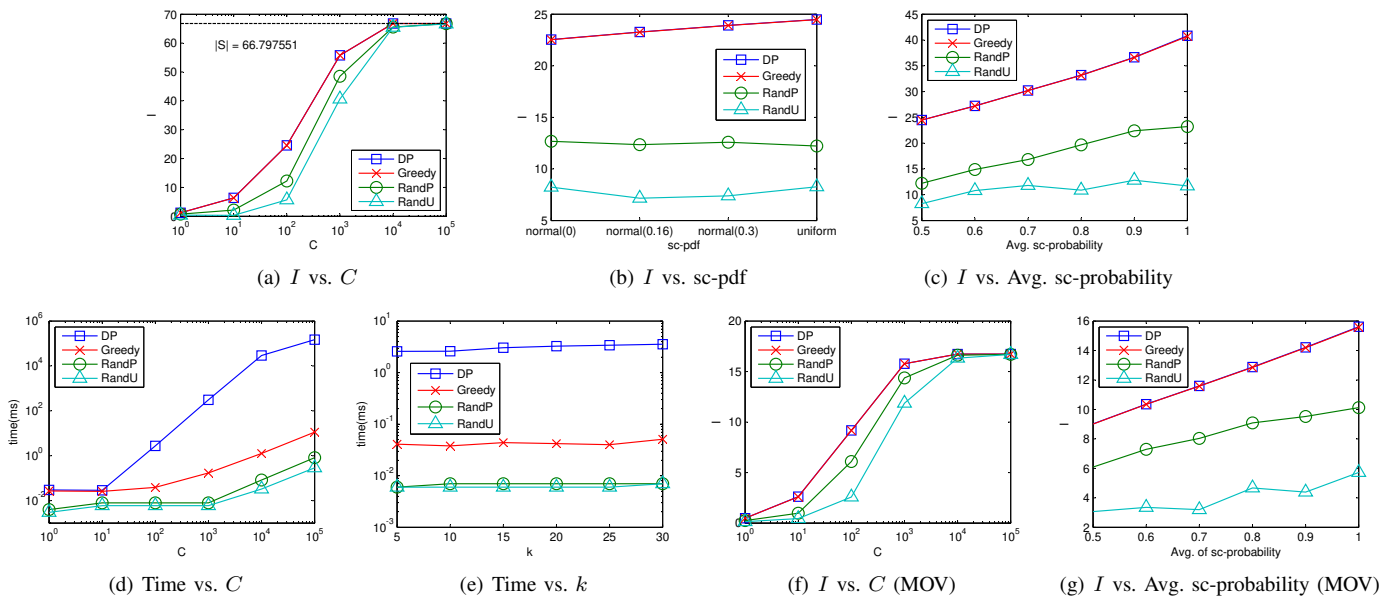 70
60
50
40
30
20
10
0
I
|S| = 66.797551
DP
Greedy
RandP
RandU
10^0
10^1
10^2
10^3
10^4
10^5
C
(a) I vs. C
25
20
15
10
5
I
DP
Greedy
RandP
RandU
normal(0)
normal(0.16)
normal(0.3)
uniform
sc-pdf
(b) I vs. sc-pdf
45
40
35
30
25
20
15
10
5
I
DP
Greedy
RandP
RandU
0.5
0.6
0.7
0.8
0.9
1
Avg. sc-probability
(c) I vs. Avg. sc-probability
10^6
10^4
10^2
10^0
10^-2
time(ms)
DP
Greedy
RandP
RandU
10^0
10^1
10^2
10^3
10^4
10^5
C
(d) Time vs. C
10^1
10^0
10^-1
10^-2
10^-3
time(ms)
DP
Greedy
RandP
RandU
5
10
15
20
25
30
k
(e) Time vs. k
20
15
10
5
0
I
DP
Greedy
RandP
RandU
10^0
10^1
10^2
10^3
10^4
10^5
C
(f) I vs. C (MOV)
16
14
12
10
8
6
4
2
I
DP
Greedy
RandP
RandU
0.5
0.6
0.7
0.8
0.9
1
Avg. of sc-probability
(g) I vs. Avg. sc-probability (MOV)